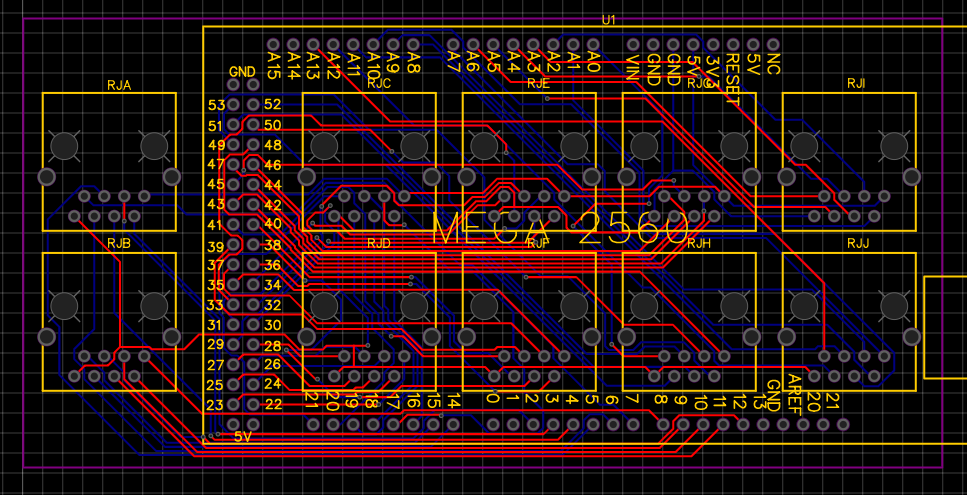 U1
A15 A14 A13 A12 A11 A10 A9 A8 A7 A6 A5 A4 A3 A2 A1 A0 VIN GND GND 5V 3V3 RESET 5V NC
GND
RJA RJC RJE RJG RJI
53 52
51 50
49 48
47 46
45 44
43 42
41 40
MEGA 2560
39 38
RJB RJD RJF RJH RJJ
37 36
35 34
33 32
31 30
29 28
27 26
25 24
23 22
21 20 19 18 17 16 15 14 0 1 2 3 4 5 6 7 8 9 10 11 12 13 GND AREF 20 21
5V